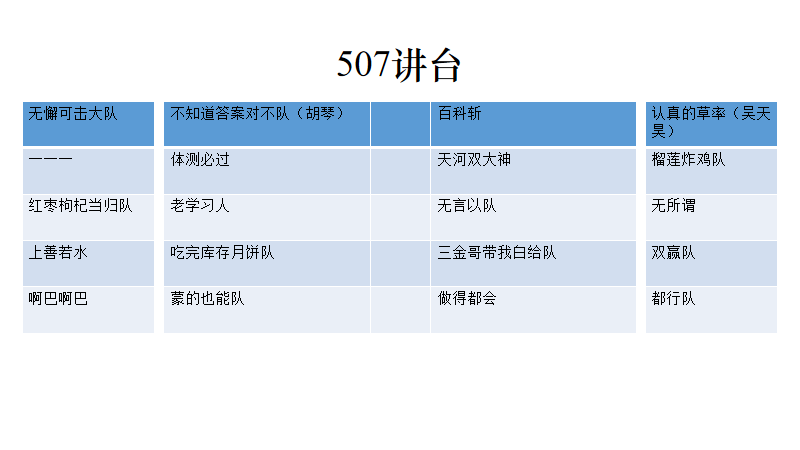 507讲台
无懈可击大队
不知道答案对不队（胡琴）
百科斩
认真的草率（吴天
昊）
一一一
体测必过
天河双大神
榴莲炸鸡队
红枣枸杞当归队
老学习人
无言以队
无所谓
上善若水
吃完库存月饼队
三金哥带我白给队
双赢队
啊巴啊巴
蒙的也能队
做得都会
都行队